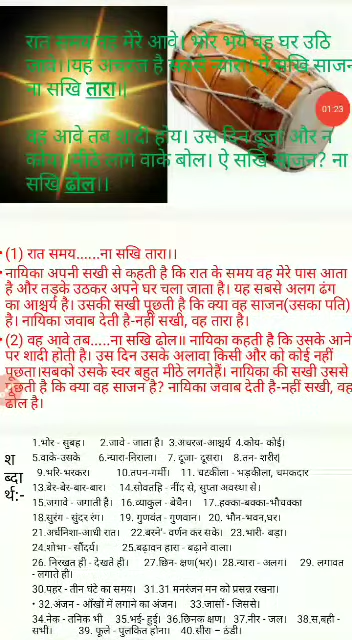 रात समय वह मेरे आवे। भोर भये वह घर उठि
जावे।।यह अचरज है सबसे न्यारा। ऐ सखि साजन
ना सखि तारा।।
वह आवे तब शादी होय। उस दिन दूजा और न
कोय। मीठे लागे वाके बोल। ऐ सखि साजन? ना
सखि ढोल।।
01:23
(1) रात समय......ना सखि तारा।।
नायिका अपनी सखी से कहती है कि रात के समय वह मेरे पास आता
है और तड़के उठकर अपने घर चला जाता है। यह सबसे अलग ढंग
का आश्चर्य है। उसकी सखी पूछती है कि क्या वह साजन(उसका पति)
है। नायिका जवाब देती है-नहीं सखी, वह तारा है।
(2) वह आवे तब.....ना सखि ढोल।। नायिका कहती है कि उसके आने
पर शादी होती है। उस दिन उसके अलावा किसी और को कोई नहीं
पूछता।सबको उसके स्वर बहुत मीठे लगतेहैं। नायिका की सखी उससे
पूछती है कि क्या वह साजन है? नायिका जवाब देती है-नहीं सखी, वह
ढोल है।
शब्दार्थ:-
1.भोर - सुबह। 2.जावे - जाता है। 3.अचरज-आश्चर्य 4.कोय- कोई।
5.वाके-उसके 6.न्यारा-निराला। 7. दूजा- दूसरा। 8.तन- शरीर|
9.भरि-भरकर। 10.तपन-गर्मी। 11. चटकीला - भड़कीला, चमकदार
13.बेर-बेर-बार-बार। 14.सोवतहि - नींद से, सुप्ता अवस्था से।
15.जगावे - जगाती है। 16.व्याकुल - बेचैन। 17..हक्का-बक्का-भौचक्का
18.सुरंग - सुंदर रंग। 19. गुणवंत - गुणवान। 20. भौन-भवन,घर।
21.अर्धनिशा-आधी रात। 22.बरने'- वर्णन कर सके। 23.भारी- बड़ा।
24.शोभा - सौंदर्य। 25.बढ़ावन हारा - बढ़ाने वाला।
26. निरखत ही - देखते ही। 27.छिन- क्षण(भर) 28.न्यारा - अलग। 29. लगावत
- लगाते हो।
30.पहर - तीन घंटे का समय। 31.31 मनरंजन मन को प्रसन्न रखना।
32.अंजन - आँखों में लगाने का अंजन। 33.जासों - जिससे।
34.नेक - तनिक भी 35.भई- हुई। 36.छिनक क्षण। 37.नीर - जल। 38.स,बही -
सभी। 39. फूले - पुलकित होना। 40.सीरा – ठंडी।